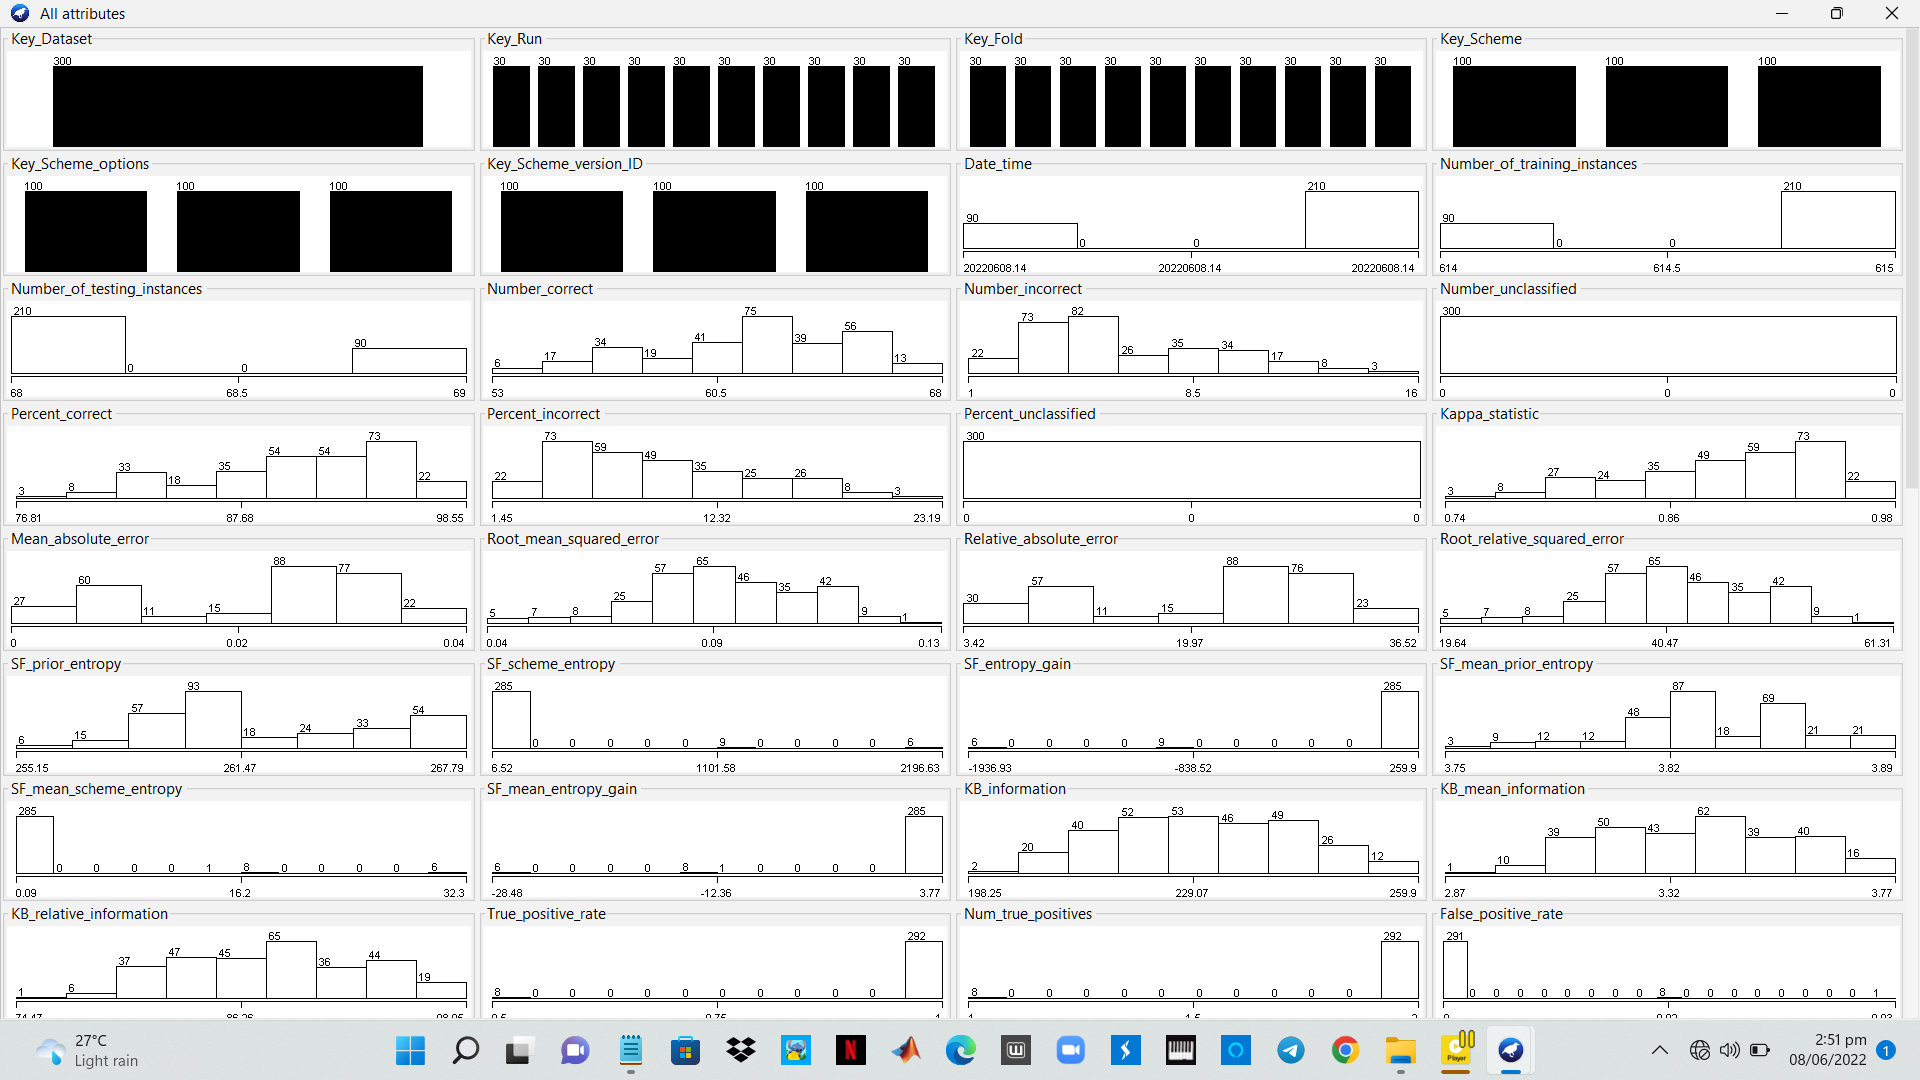 All attributes
Key_Dataset
300
Key_Run
30 30 30 30 30 30 30 30 30 30
Key_Fold
30 30 30 30 30 30 30 30 30 30
Key_Scheme
100 100 100
Key_Scheme_options
100 100 100
Key_Scheme_version_ID
100 100 100
Date_time
90 0 0 210
20220608.14 20220608.14 20220608.14
Number_of_training_instances
90 0 0 210
614 614.5 615
Number_of_testing_instances
210 0 0 90
68 68.5 69
Number_correct
6 17 34 19 41 75 39 56 13
53 60.5 68
Number_incorrect
22 73 82 26 35 34 17 8 3
1 8.5 16
Number_unclassified
300
0 0 0
Percent_correct
3 8 33 18 35 54 54 73 22
76.81 87.68 98.55
Percent_incorrect
22 73 59 49 35 25 26 8 3
1.45 12.32 23.19
Percent_unclassified
300
0 0 0
Kappa_statistic
3 8 27 24 35 49 59 73 22
0.74 0.86 0.98
Mean_absolute_error
27 60 11 15 88 77 22
0 0.02 0.04
Root_mean_squared_error
5 7 8 25 57 65 46 35 42 9 1
0.04 0.09 0.13
Relative_absolute_error
30 57 11 15 88 76 23
3.42 19.97 36.52
Root_relative_squared_error
5 7 8 25 57 65 46 35 42 9 1
19.64 40.47 61.31
SF_prior_entropy
6 15 57 93 18 24 33 54
255.15 261.47 267.79
SF_scheme_entropy
285 0 0 0 0 0 9 0 0 0 0 6
6.52 1101.58 2196.63
SF_entropy_gain
6 0 0 0 0 9 0 0 0 0 0 285
-1936.93 -838.52 259.9
SF_mean_prior_entropy
3 9 12 12 48 87 18 69 21 21
3.75 3.82 3.89
SF_mean_scheme_entropy
285 0 0 0 0 1 8 0 0 0 0 6
0.09 16.2 32.3
SF_mean_entropy_gain
6 0 0 0 0 8 1 0 0 0 0 285
-28.48 -12.36 3.77
KB_information
2 20 40 52 53 46 49 26 12
198.25 229.07 259.9
KB_mean_information
1 10 39 50 43 62 39 40 16
2.87 3.32 3.77
KB_relative_information
1 6 37 47 45 65 36 44 19
True_positive_rate
8 0 0 0 0 0 0 0 0 0 0 292
Num_true_positives
8 0 0 0 0 0 0 0 0 0 0 292
False_positive_rate
291 0 0 0 0 0 0 0 0 8 0 0 0 0 0 0 0 0 1
27°C
Light rain
Player
2:51 pm
08/06/2022
1